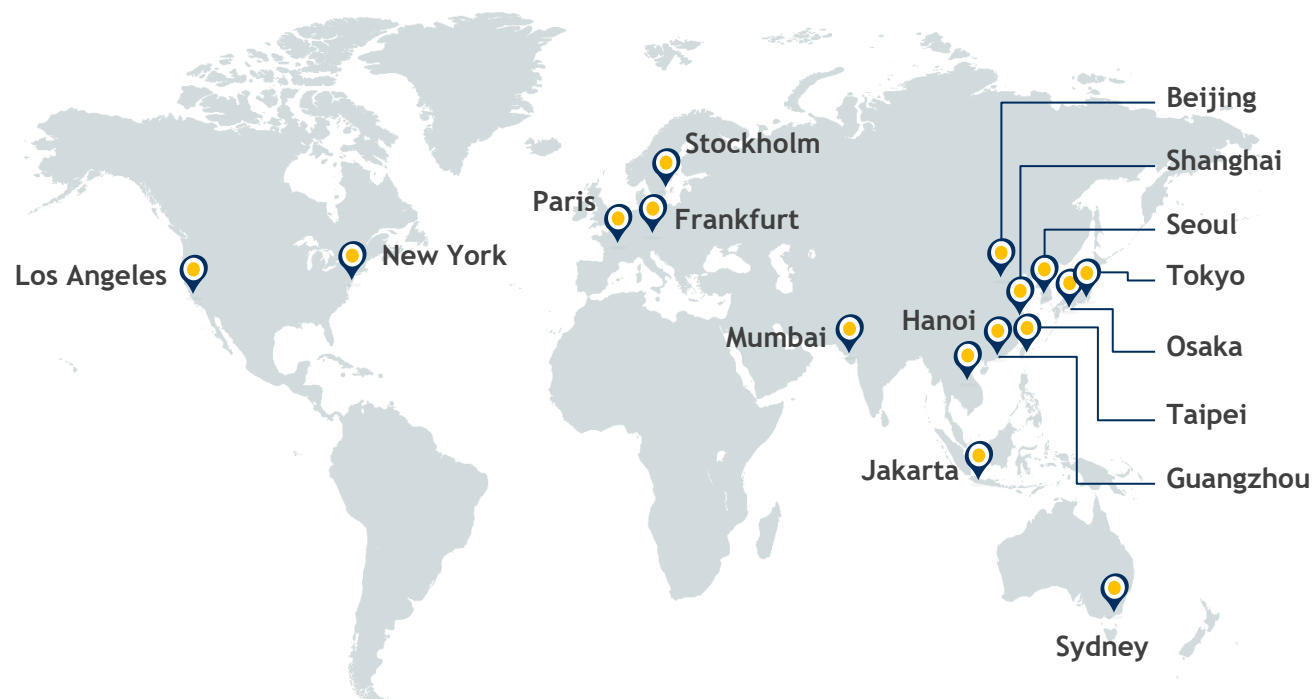 Beijing
Stockholm
Shanghai
Paris
Frankfurt
Seoul
New York
Los Angeles
Tokyo
Hanoi
Mumbai
Osaka
Taipei
Jakarta
Guangzhou
Sydney